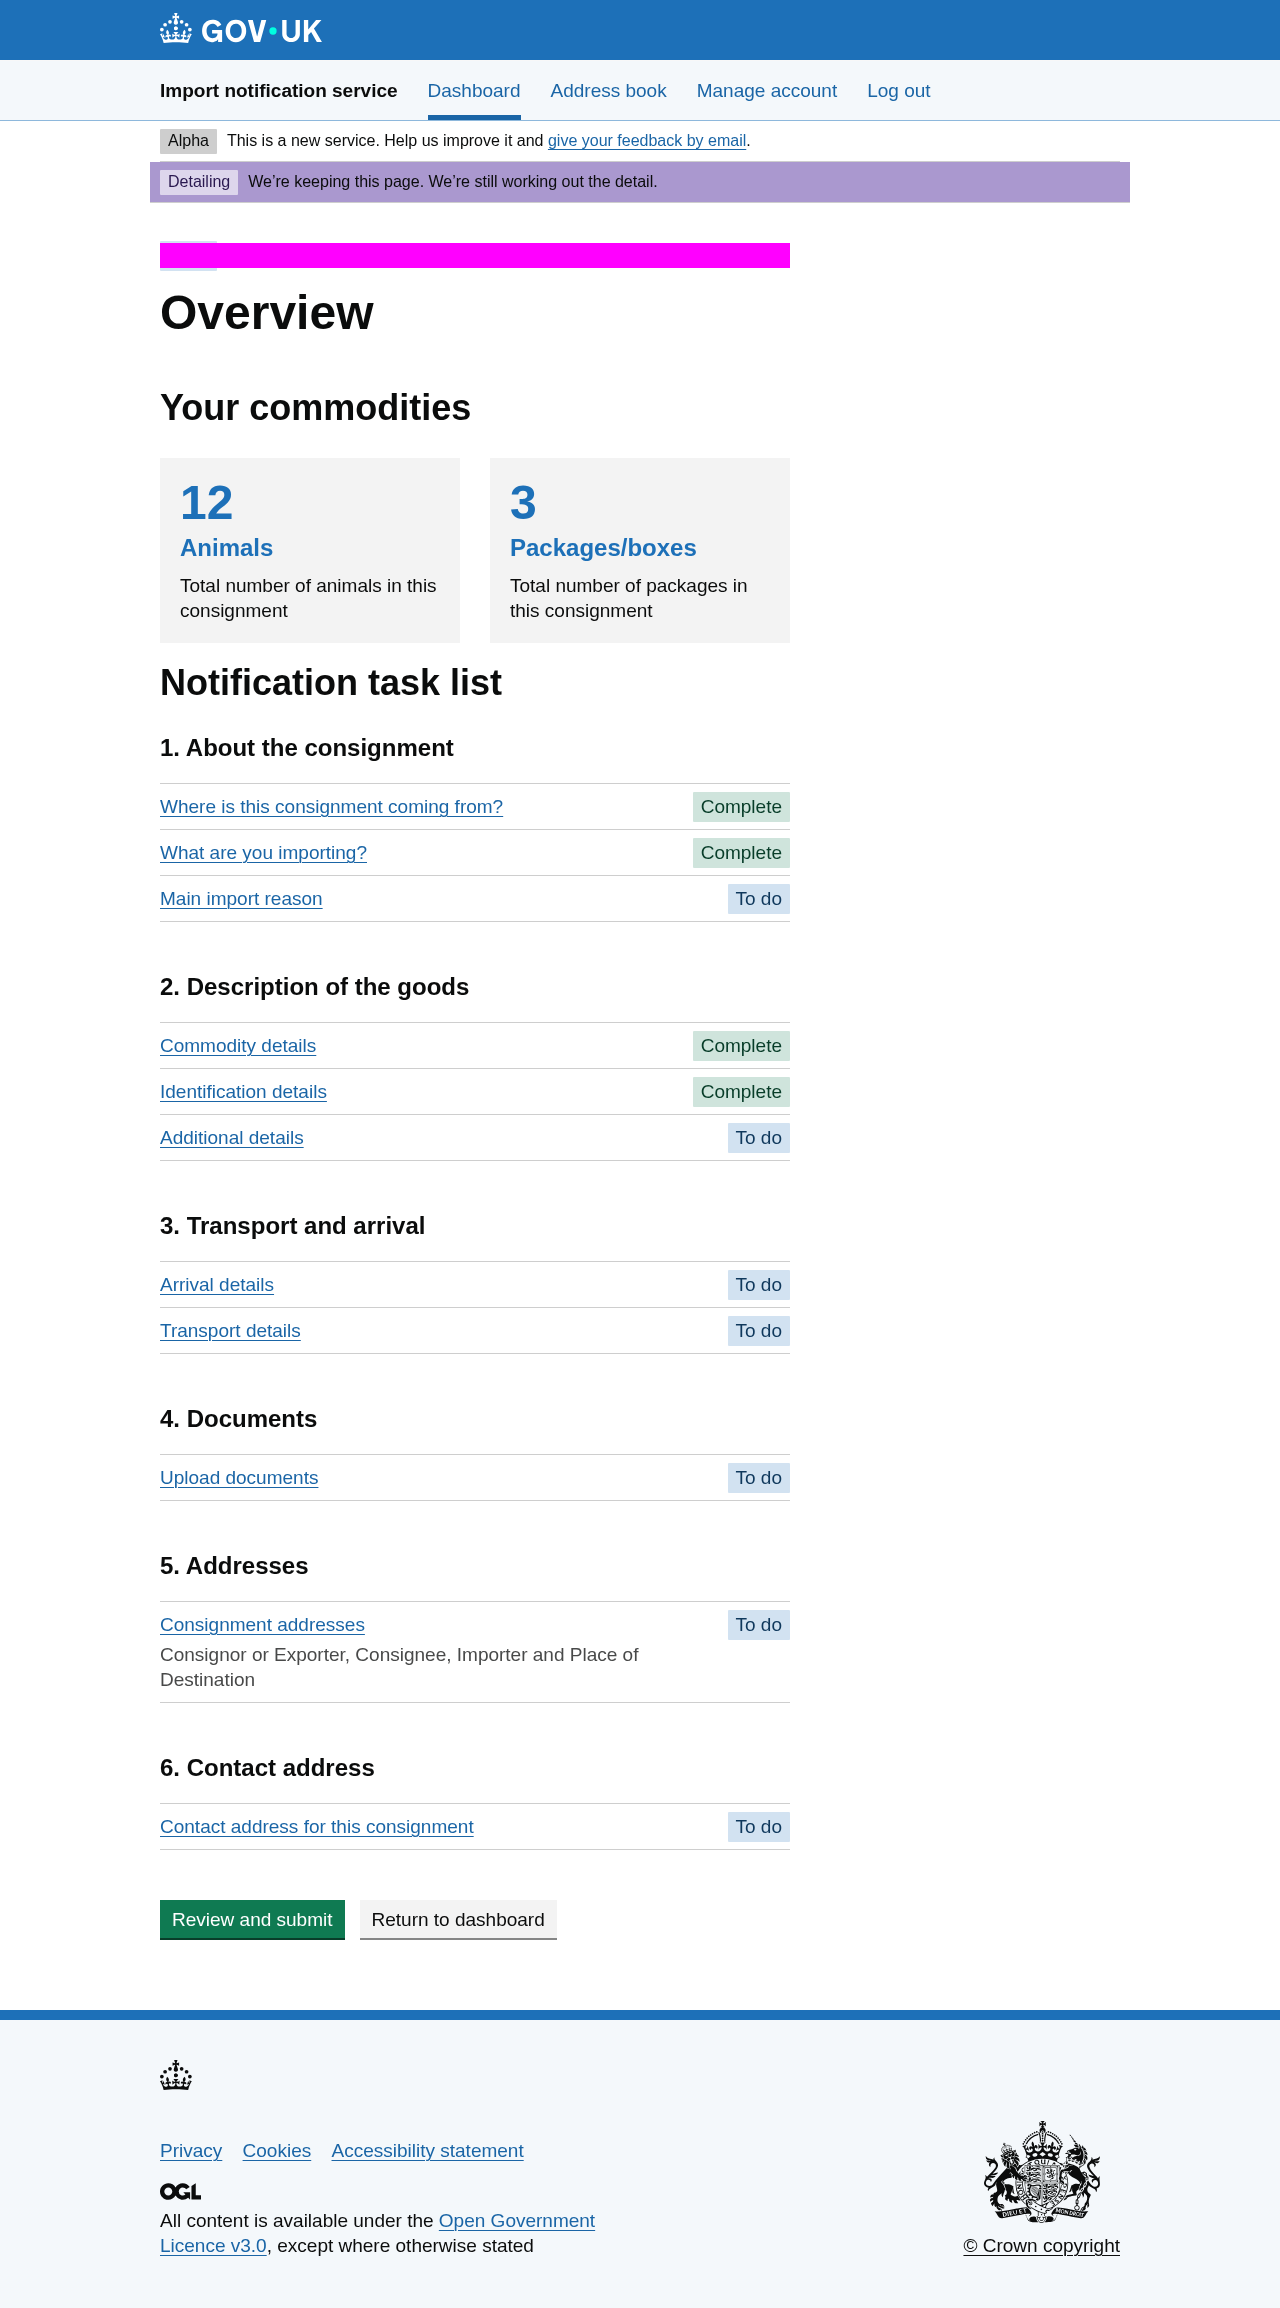 GOV.UK
Import notification service Dashboard Address book Manage account Log out
Alpha This is a new service. Help us improve it and give your feedback by email.
Detailing We’re keeping this page. We’re still working out the detail.
Overview
Your commodities
12
Animals
Total number of animals in this
consignment
3
Packages/boxes
Total number of packages in
this consignment
Notification task list
1. About the consignment
Where is this consignment coming from? Complete
What are you importing? Complete
Main import reason To do
2. Description of the goods
Commodity details Complete
Identification details Complete
Additional details To do
3. Transport and arrival
Arrival details To do
Transport details To do
4. Documents
Upload documents To do
5. Addresses
Consignment addresses To do
Consignor or Exporter, Consignee, Importer and Place of
Destination
6. Contact address
Contact address for this consignment To do
Review and submit Return to dashboard
Privacy Cookies Accessibility statement
OGL
All content is available under the Open Government
Licence v3.0, except where otherwise stated
© Crown copyright